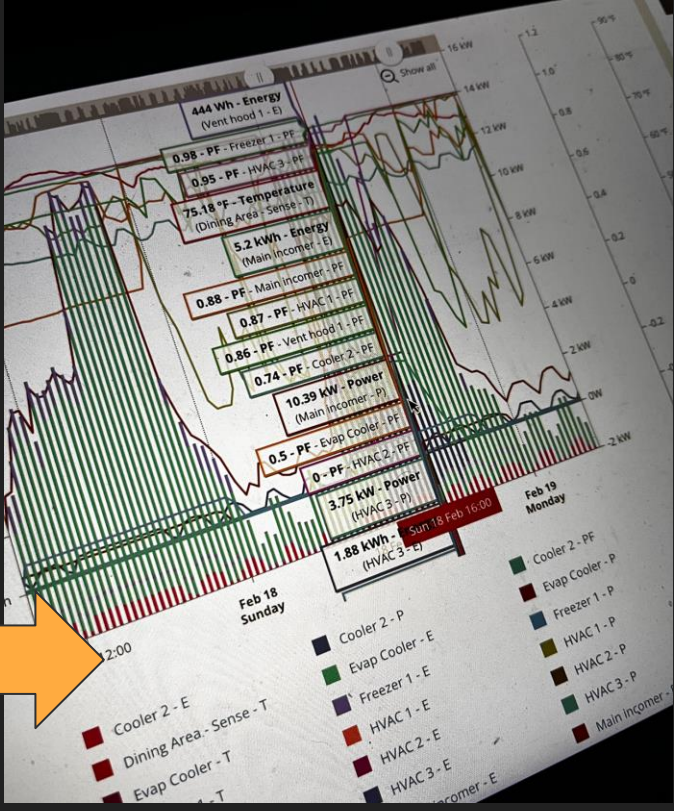 16 kW
1.2
90°F
Show all
444 Wh - Energy
(Vent hood 1 - E)
14 kW
1.0
80°F
0.98 - PF - Freezer 1 - PF
12 kW
0.8
70°F
0.95 - PF - HVAC 3 - PF
10 kW
0.6
60°F
75.18 °F - Temperature
(Dining Area - Sense - T)
8 kW
0.4
5.2 kWh - Energy
(Main incomer - E)
6 kW
0.2
0.88 - PF - Main incomer - PF
4 kW
0
0.87 - PF - HVAC 1 - PF
2 kW
-0.2
0.86 - PF - Vent hood 1 - PF
0W
0.74 - PF - Cooler 2 - PF
-2 kW
10.39 kW - Power
(Main incomer - P)
0.5 - PF - Evap Cooler - PF
0 - PF - HVAC 2 - PF
3.75 kW - Power
(HVAC 3 - P)
Sun 18 Feb 16:00
1.88 kWh -
(HVAC 3 - E)
12:00
Feb 18
Sunday
Feb 19
Monday
Cooler 2 - E
Dining Area - Sense - T
Evap Cooler - T
Cooler 2 - P
Evap Cooler - E
Freezer 1 - E
HVAC 1 - E
HVAC 2 - E
HVAC 3 - E
incomer - E
Cooler 2 - PF
Evap Cooler - P
Freezer 1 - P
HVAC 1 - P
HVAC 2 - P
HVAC 3 - P
Main incomer -